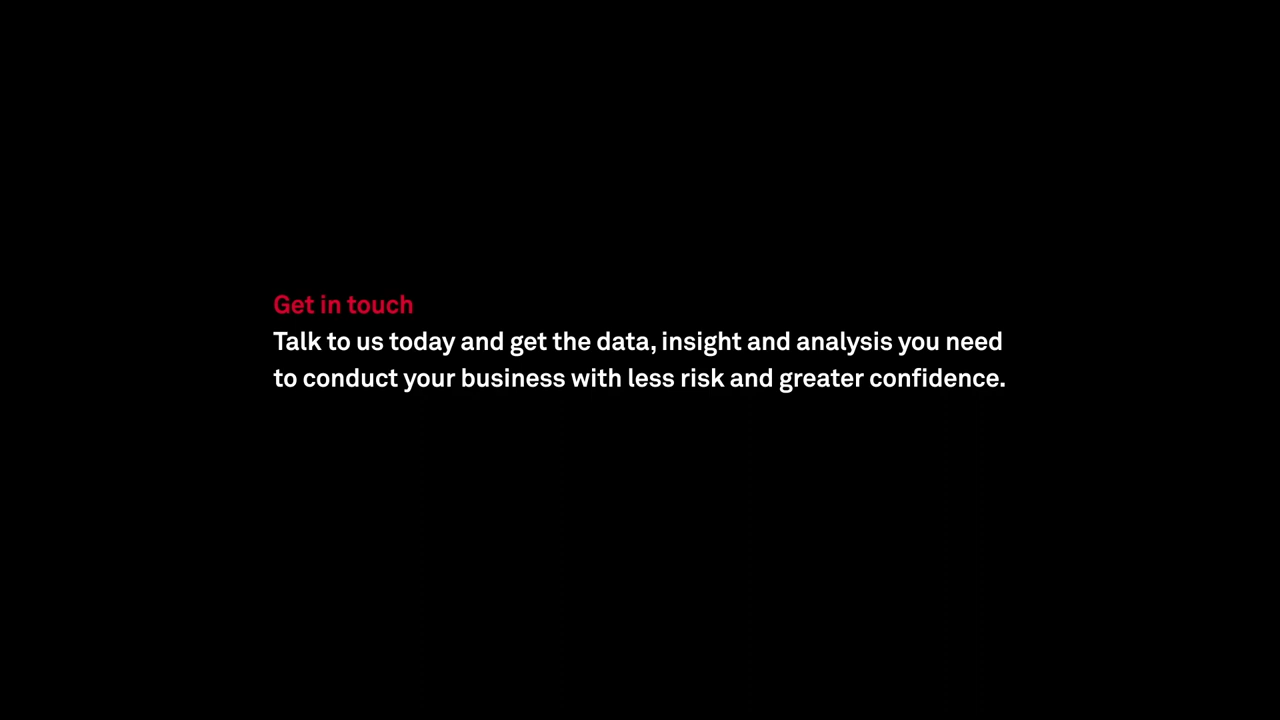 Get in touch
Talk to us today and get the data, insight and analysis you need
to conduct your business with less risk and greater confidence.